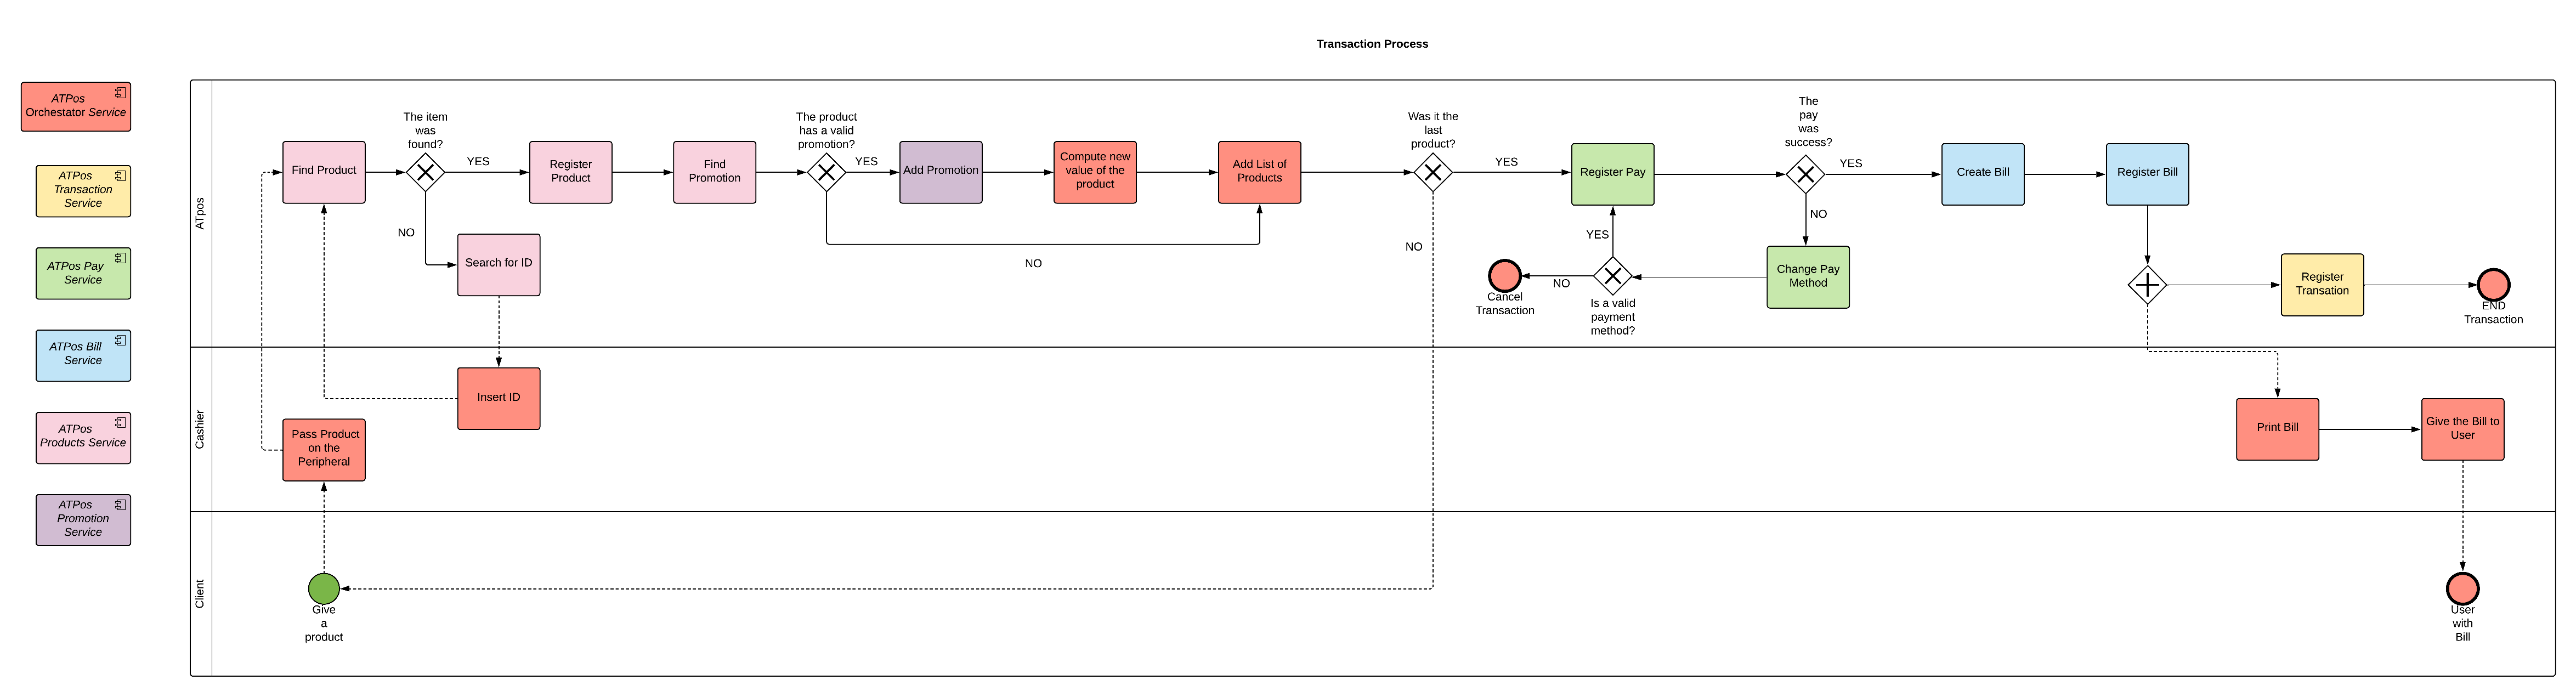 Transaction Process
ATPos
Orchestator Service
ATPos
Transaction
Service
ATPos Pay
Service
ATPos Bill
Service
ATPos
Products Service
ATPos
Promotion
Service
ATpos
Find Product
The item
was
found?
YES
NO
Search for ID
Register
Product
Find
Promotion
The product
has a valid
promotion?
YES
NO
Add Promotion
Compute new
value of the
product
Add List of
Products
Was it the
last
product?
YES
NO
Register Pay
The
pay
was
success?
YES
NO
Change Pay
Method
Is a valid
payment
method?
YES
NO
Cancel
Transaction
Create Bill
Register Bill
Register
Transation
END
Transaction
Cashier
Insert ID
Pass Product
on the
Peripheral
Print Bill
Give the Bill to
User
Client
Give
a
product
User
with
Bill